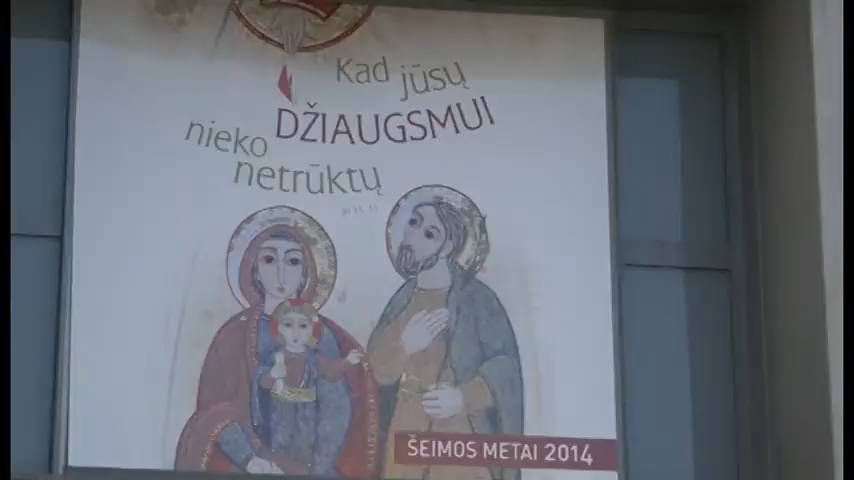 Kad jūsų
DŽIAUGSMUI
nieko
netrūktų
ŠEIMOS METAI 2014